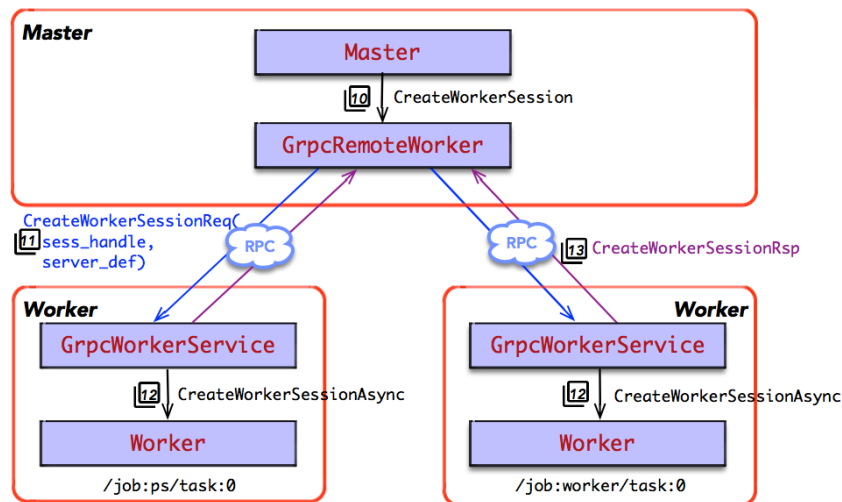 Master
Master
10 CreateWorkerSession
GrpcRemoteWorker
CreateWorkerSessionReq(
11 sess_handle,
server_def)
RPC
RPC
13 CreateWorkerSessionRsp
Worker
GrpcWorkerService
12 CreateWorkerSessionAsync
Worker
/job:ps/task:0
Worker
GrpcWorkerService
12 CreateWorkerSessionAsync
Worker
/job:worker/task:0